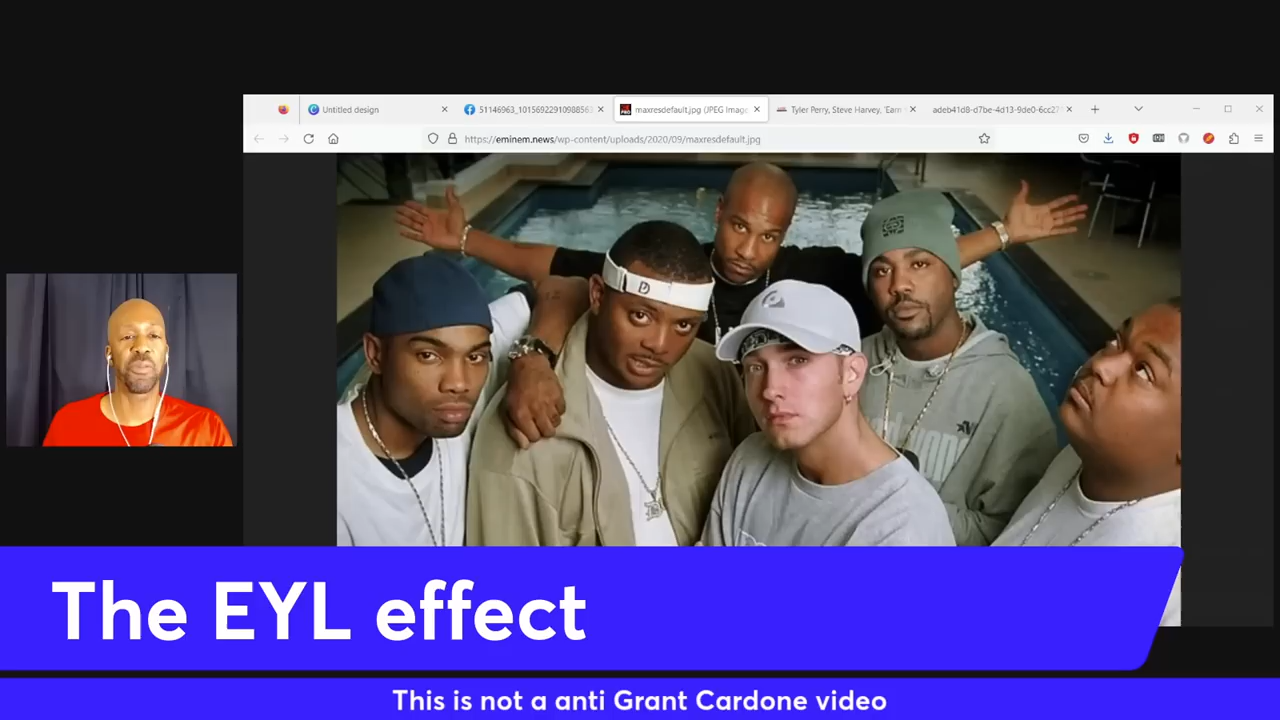 Untitled design
51146963_10156922910988563
maxresdefault.jpg (JPEG Image
Tyler Perry, Steve Harvey, 'Earn
adeb41d8-d7be-4d13-9de0-6cc27
https://eminem.news/wp-content/uploads/2020/09/maxresdefault.jpg
The EYL effect
This is not a anti Grant Cardone video